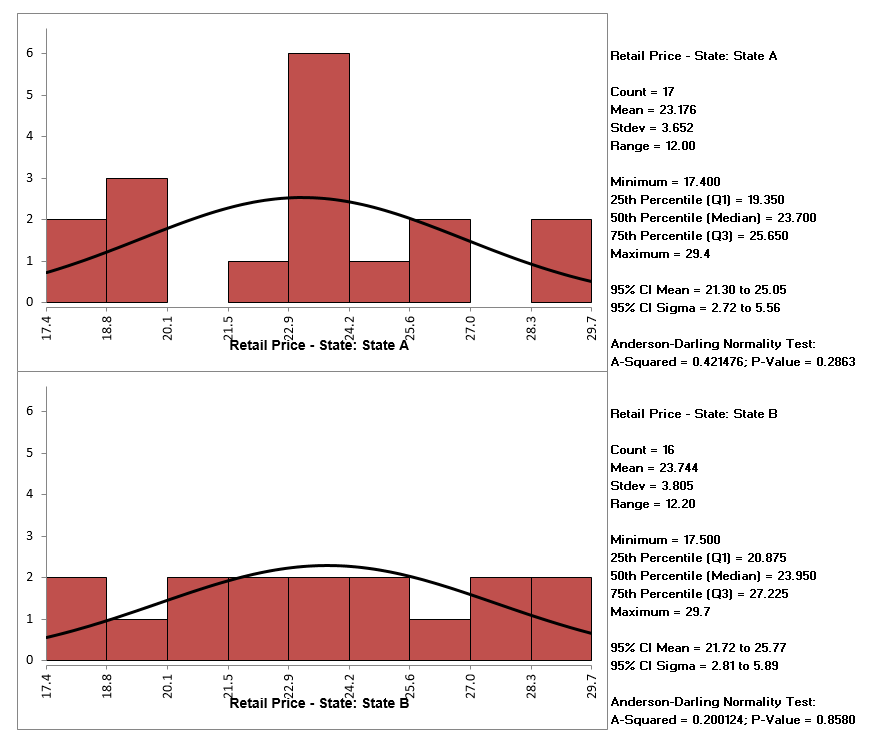 6
5
4
3
2
1
0
17.4 18.8 20.1 21.5 22.9 24.2 25.6 27.0 28.3 29.7
Retail Price - State: State A
Retail Price - State: State A
Count = 17
Mean = 23.176
Stdev = 3.652
Range = 12.00
Minimum = 17.400
25th Percentile (Q1) = 19.350
50th Percentile (Median) = 23.700
75th Percentile (Q3) = 25.650
Maximum = 29.4
95% CI Mean = 21.30 to 25.05
95% CI Sigma = 2.72 to 5.56
Anderson-Darling Normality Test:
A-Squared = 0.421476; P-Value = 0.2863
6
5
4
3
2
1
0
17.4 18.8 20.1 21.5 22.9 24.2 25.6 27.0 28.3 29.7
Retail Price - State: State B
Retail Price - State: State B
Count = 16
Mean = 23.744
Stdev = 3.805
Range = 12.20
Minimum = 17.500
25th Percentile (Q1) = 20.875
50th Percentile (Median) = 23.950
75th Percentile (Q3) = 27.225
Maximum = 29.7
95% CI Mean = 21.72 to 25.77
95% CI Sigma = 2.81 to 5.89
Anderson-Darling Normality Test:
A-Squared = 0.200124; P-Value = 0.8580